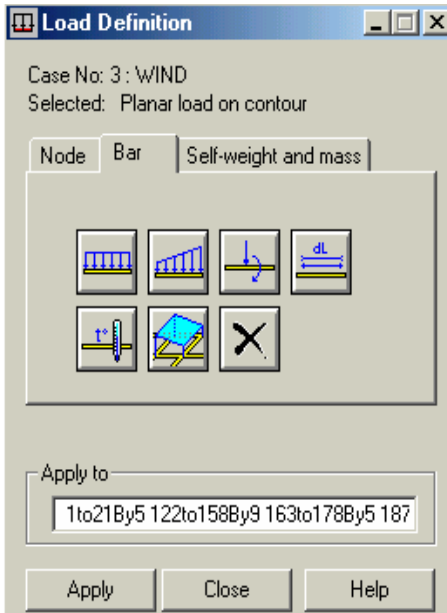 Load Definition
Case No: 3 : WIND
Selected: Planar load on contour
Node Bar Self-weight and mass
dL
t°
Apply to
1to21By5 122to158By9 163to178By5 187
Apply Close Help